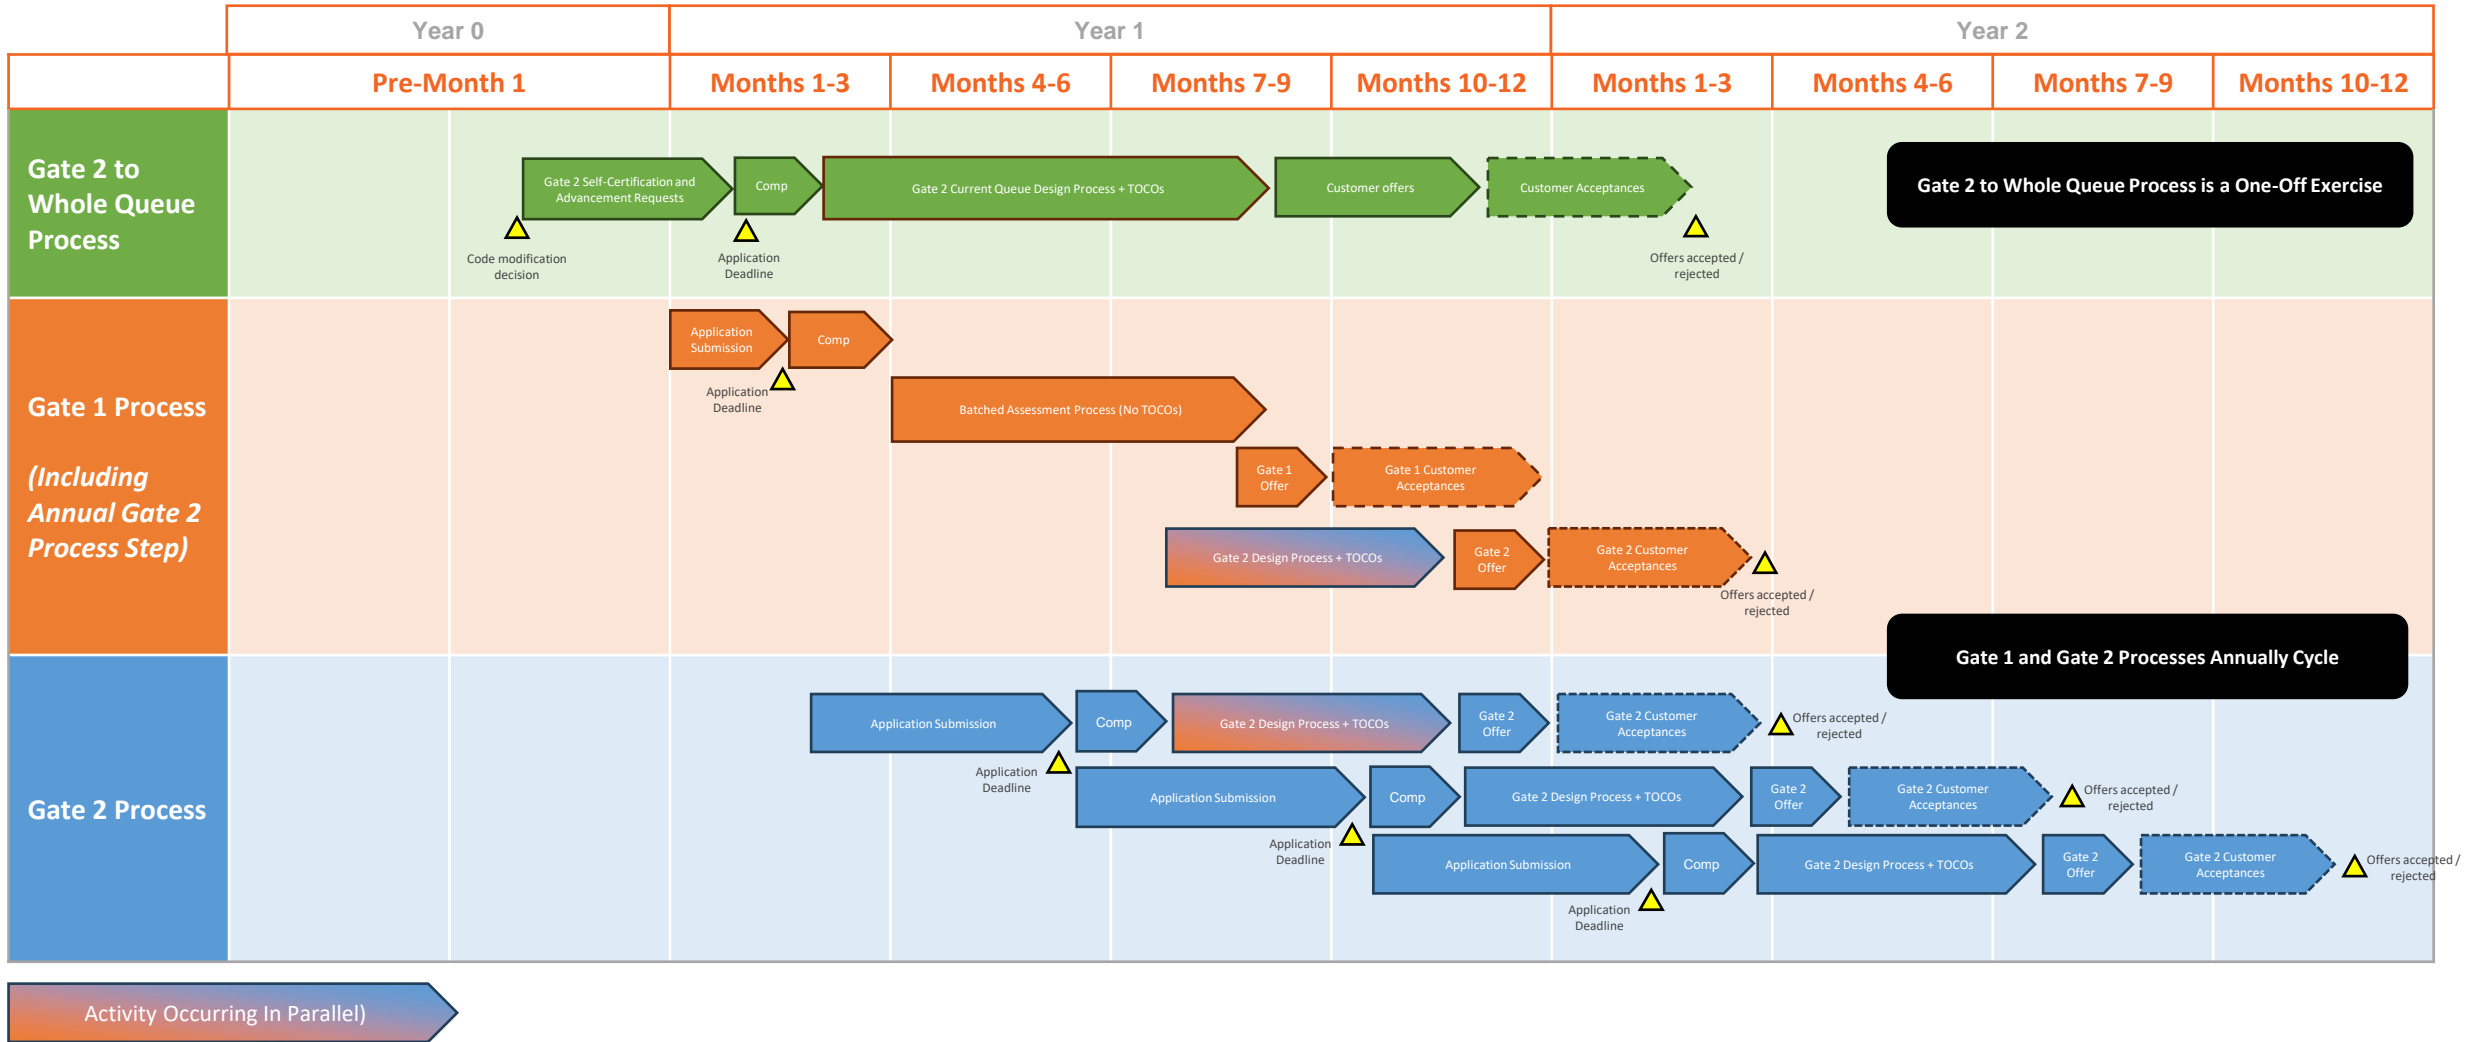 Year 0
Year 1
Year 2
Pre-Month 1
Months 1-3
Months 4-6
Months 7-9
Months 10-12
Months 1-3
Months 4-6
Months 7-9
Months 10-12
Gate 2 to
Whole Queue
Process
Gate 2 Self-Certification and
Advancement Requests
Comp
Gate 2 Current Queue Design Process + TOCOs
Customer offers
Customer Acceptances
Gate 2 to Whole Queue Process is a One-Off Exercise
Code modification
decision
Application
Deadline
Offers accepted /
rejected
Gate 1 Process
(Including
Annual Gate 2
Process Step)
Application
Submission
Comp
Application
Deadline
Batched Assessment Process (No TOCOs)
Gate 1
Offer
Gate 1 Customer
Acceptances
Gate 2 Design Process + TOCOs
Gate 2
Offer
Gate 2 Customer
Acceptances
Offers accepted /
rejected
Gate 1 and Gate 2 Processes Annually Cycle
Gate 2 Process
Application Submission
Comp
Gate 2 Design Process + TOCOs
Gate 2
Offer
Gate 2 Customer
Acceptances
Offers accepted /
rejected
Application
Deadline
Application Submission
Comp
Gate 2 Design Process + TOCOs
Gate 2
Offer
Gate 2 Customer
Acceptances
Offers accepted /
rejected
Application
Deadline
Application Submission
Comp
Gate 2 Design Process + TOCOs
Gate 2
Offer
Gate 2 Customer
Acceptances
Offers accepted /
rejected
Application
Deadline
Activity Occurring In Parallel)